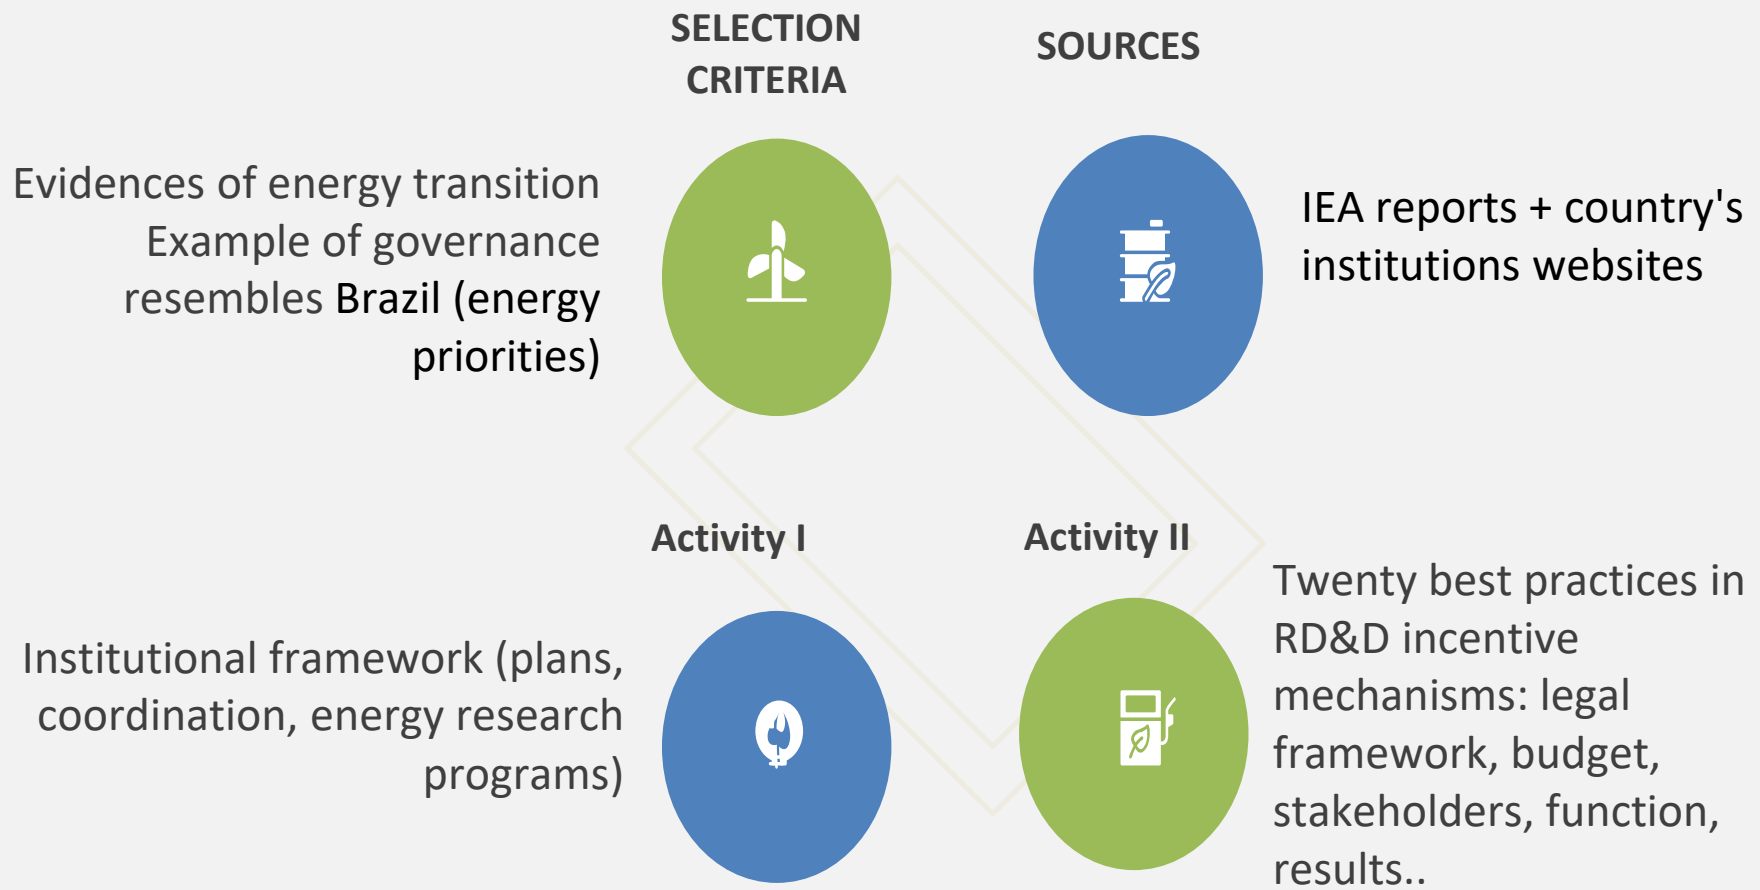 SELECTION
CRITERIA
Evidences of energy transition
Example of governance
resembles Brazil (energy
priorities)
SOURCES
IEA reports + country's
institutions websites
Activity I
Institutional framework (plans,
coordination, energy research
programs)
Activity II
Twenty best practices in
RD&D incentive
mechanisms: legal
framework, budget,
stakeholders, function,
results..